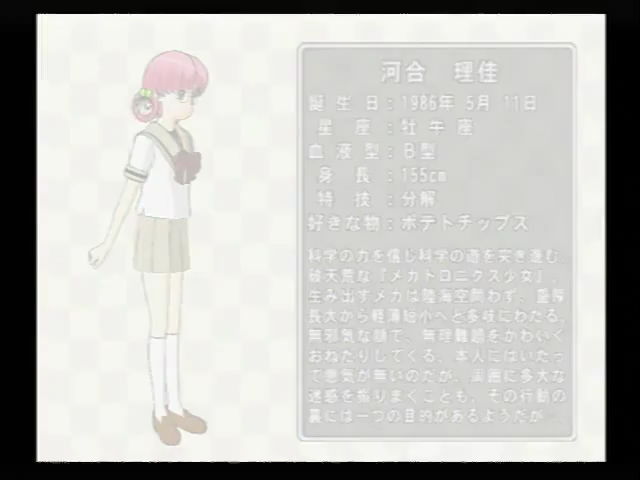 河合　理佳
誕生日：1986年 5月 11日
星座：牡牛座
血液型：B型
身長：155cm
特技：分解
好きな物：ポテトチップス
科学の力を信じ科学の道を突き進む
破天荒な『メカトロニクス少女』。
生み出すメカは陸海空問わず、重厚
長大から軽薄短小へと多岐にわたる。
無邪気な顔で、無理難題をかわいく
おねだりしてくる。本人にはいたっ
て悪気が無いのだが、周囲に多大な
迷惑を振りまくことも。その行動の
裏には一つの目的があるようだが…